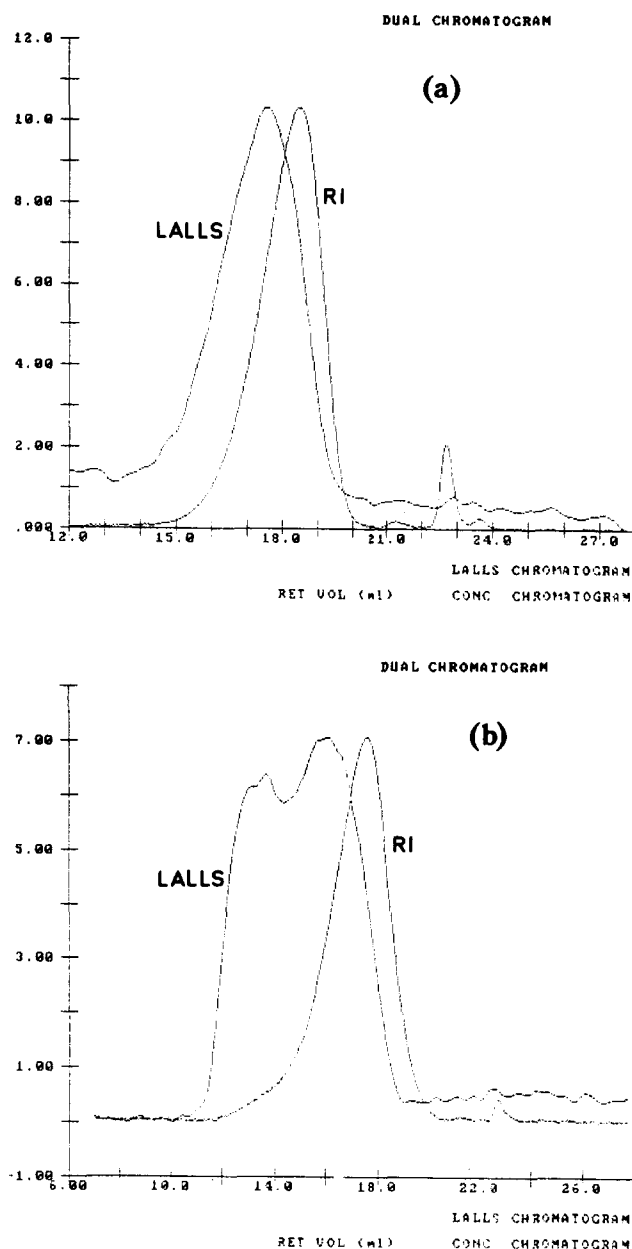 DUAL CHROMATOGRAM
12.0
(a)
10.0
8.00
LALLS
RI
6.00
4.00
2.00
.000
12.0 15.0 18.0 21.0 24.0 27.0
LALLS CHROMATOGRAM
RET VOL (ml) CONC CHROMATOGRAM
DUAL CHROMATOGRAM
(b)
7.00
5.00
RI
LALLS
3.00
1.00
-1.00
6.00 10.0 14.0 18.0 22.0 26.0
LALLS CHROMATOGRAM
RET VOL (ml) CONC CHROMATOGRAM